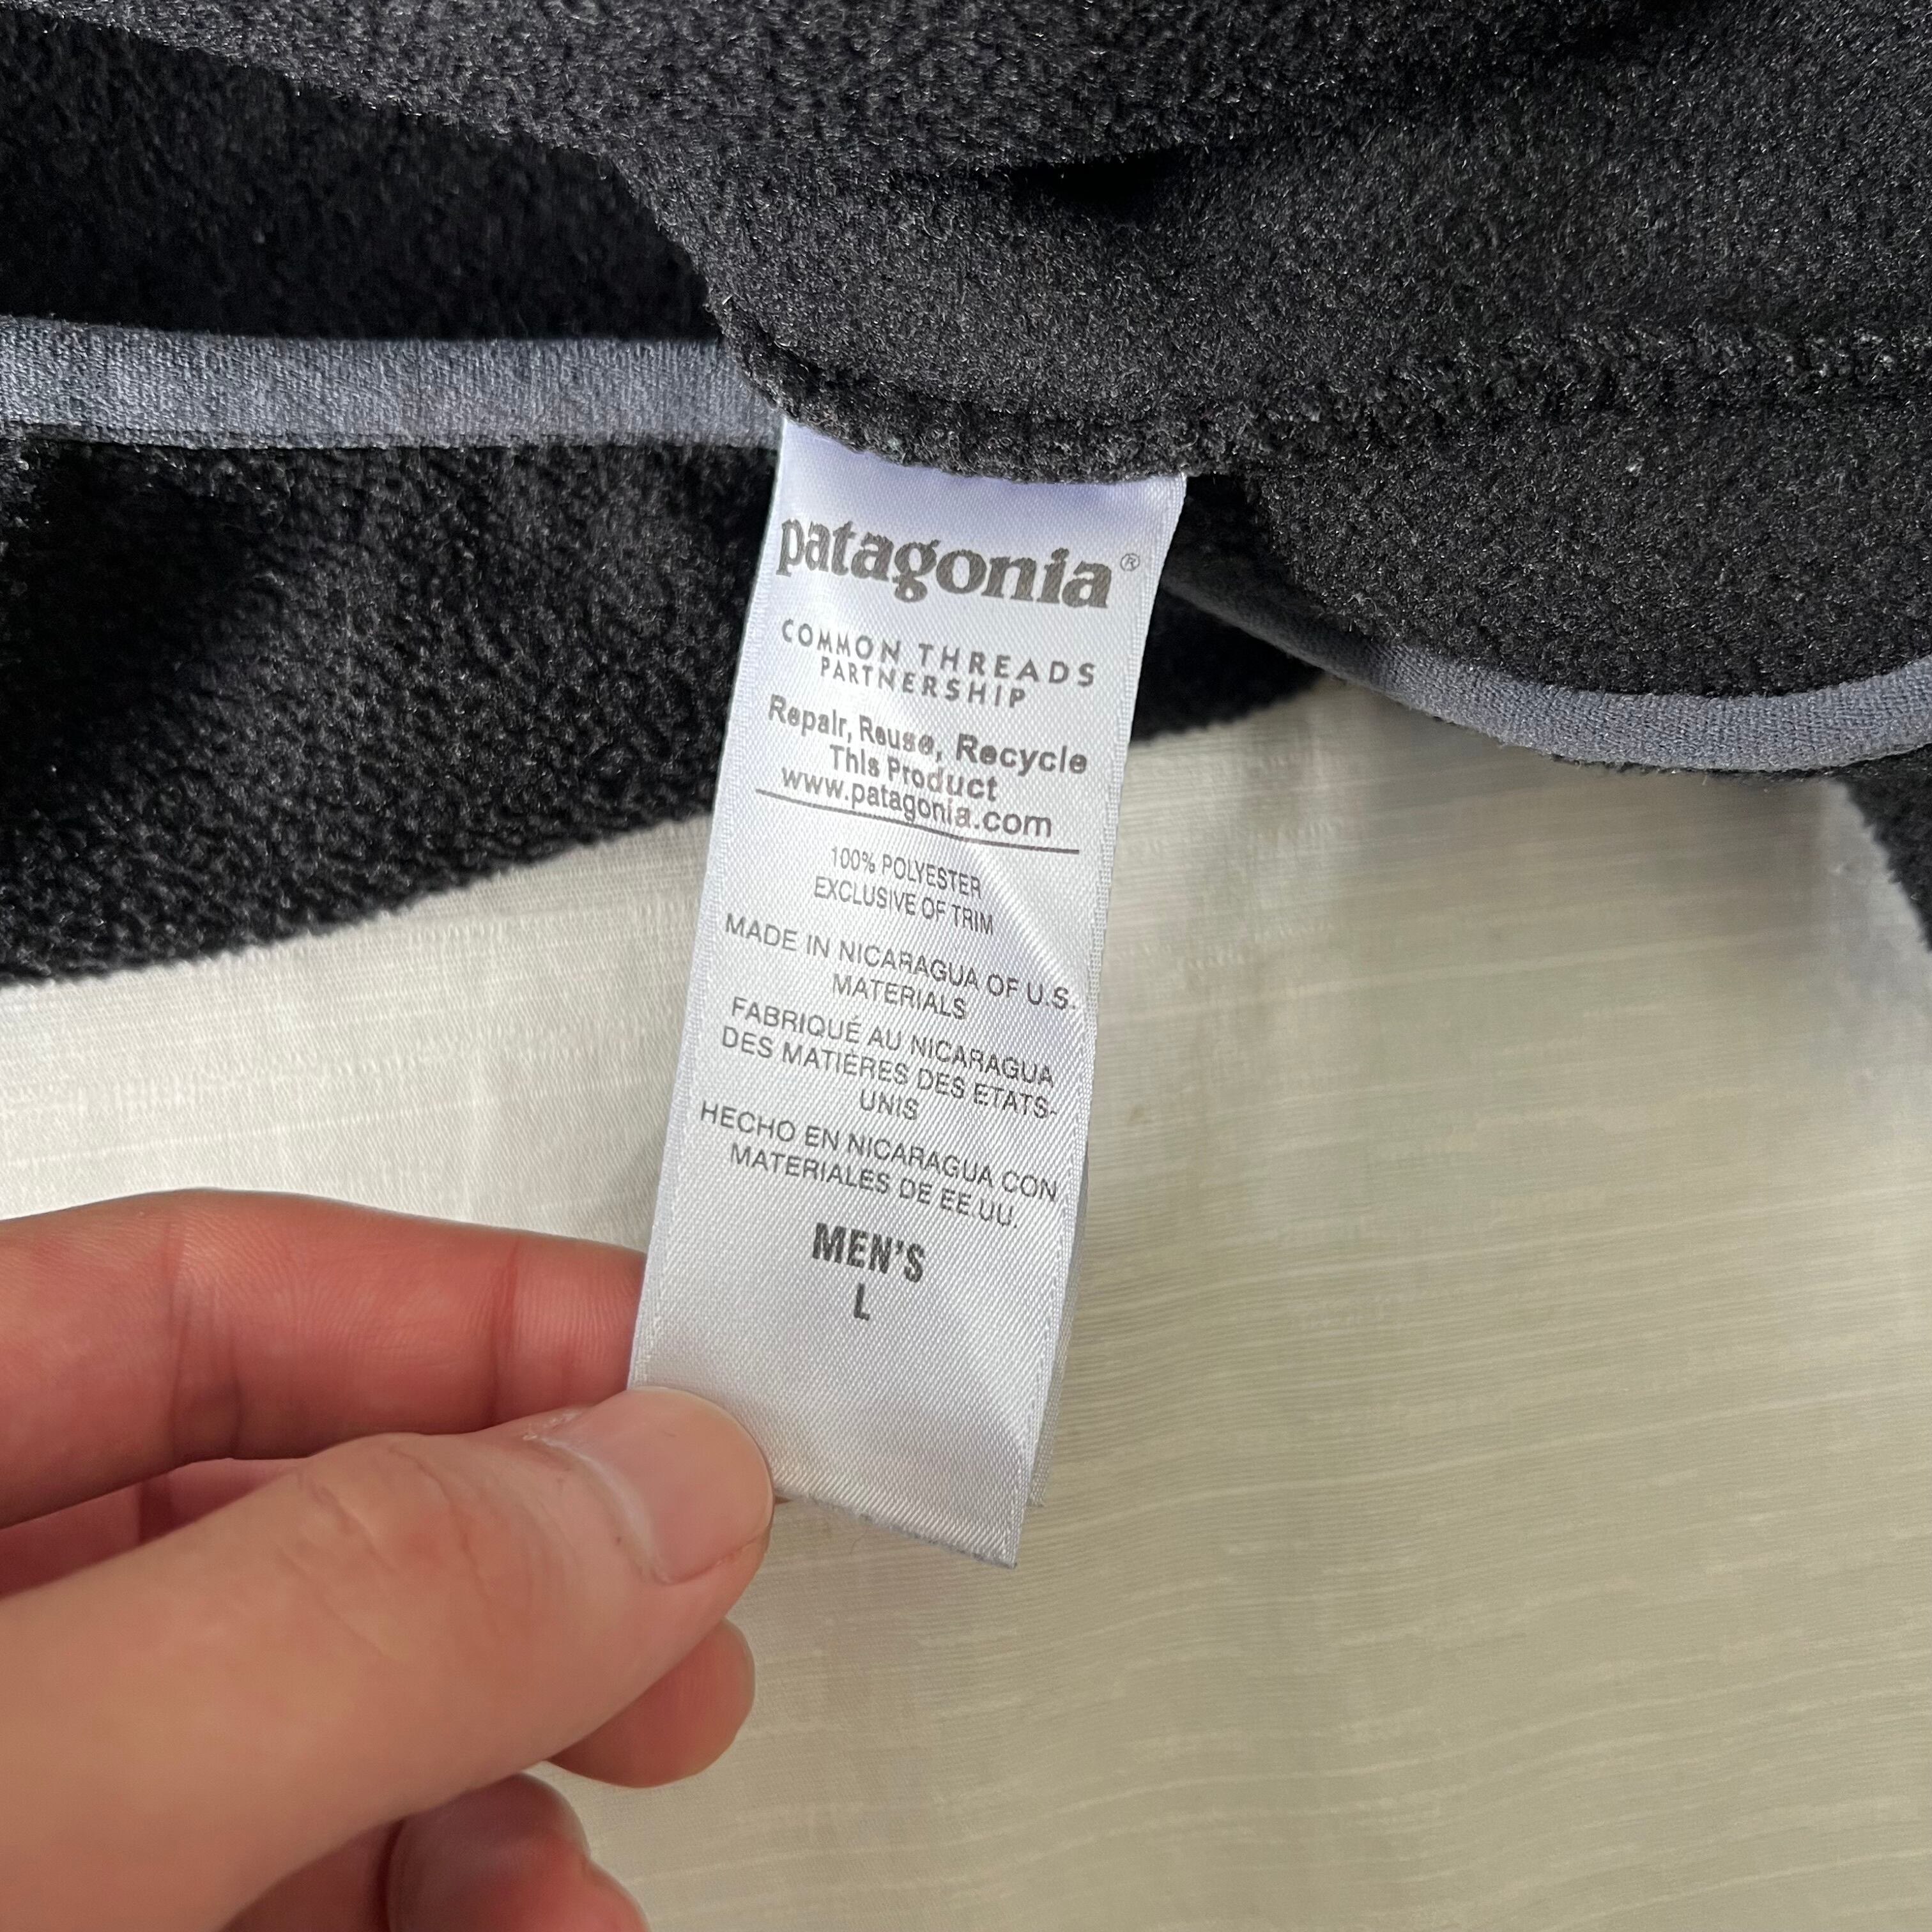 patagonia®
COMMON THREADS
PARTNERSHIP
Repair, Reuse, Recycle
This Product
www.patagonia.com
100% POLYESTER
EXCLUSIVE OF TRIM
MADE IN NICARAGUA OF U.S.
MATERIALS
FABRIQUÉ AU NICARAGUA
DES MATIÈRES DES ETATS-
UNIS
HECHO EN NICARAGUA CON
MATERIALES DE EE.UU.
MEN'S
L